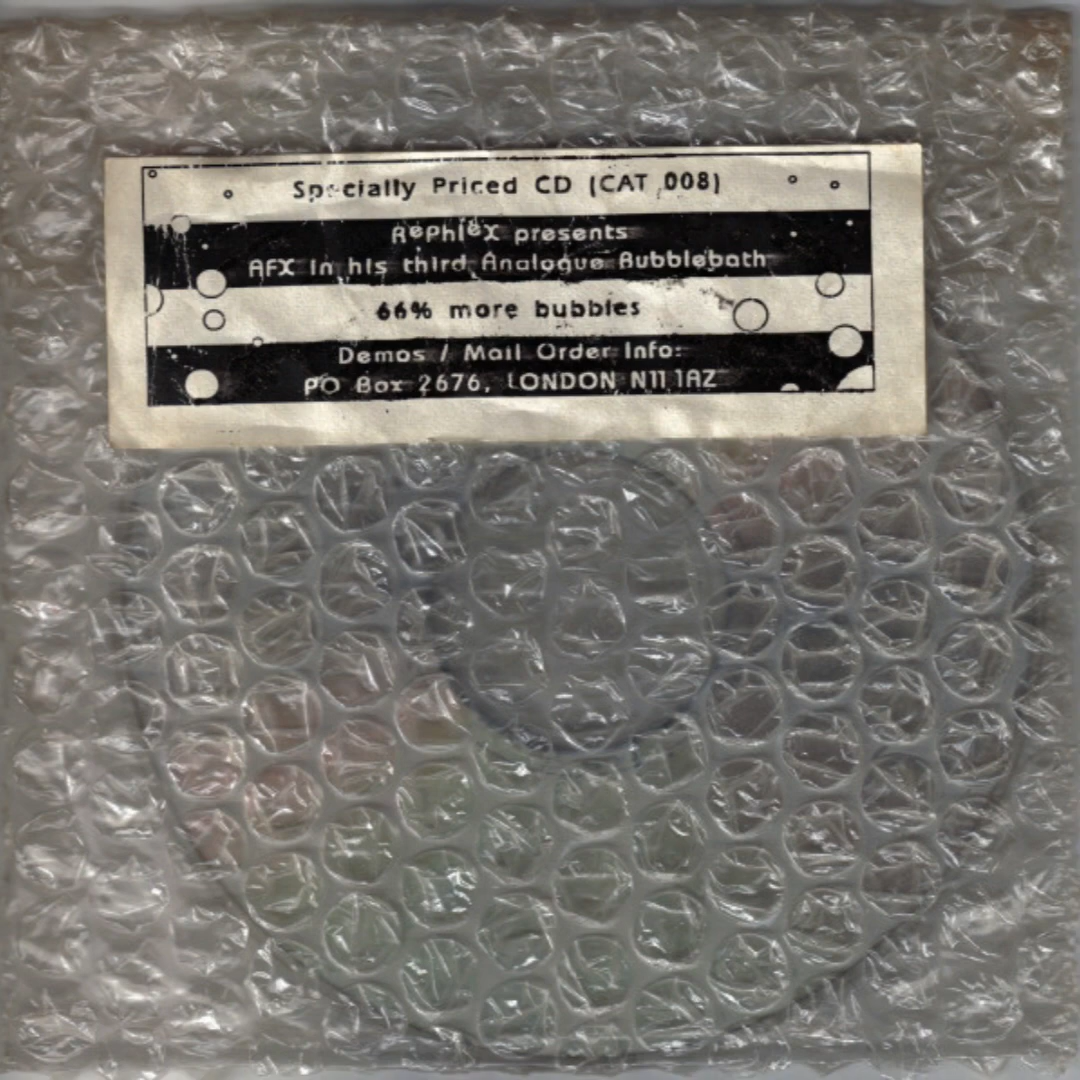 Specially Priced CD (CAT 008)
RePhleX presents
AFX in his third Analogue Bubblebath
66% more bubbles
Demos / Mail Order Info:
PO Box 2676, LONDON N11 1AZ